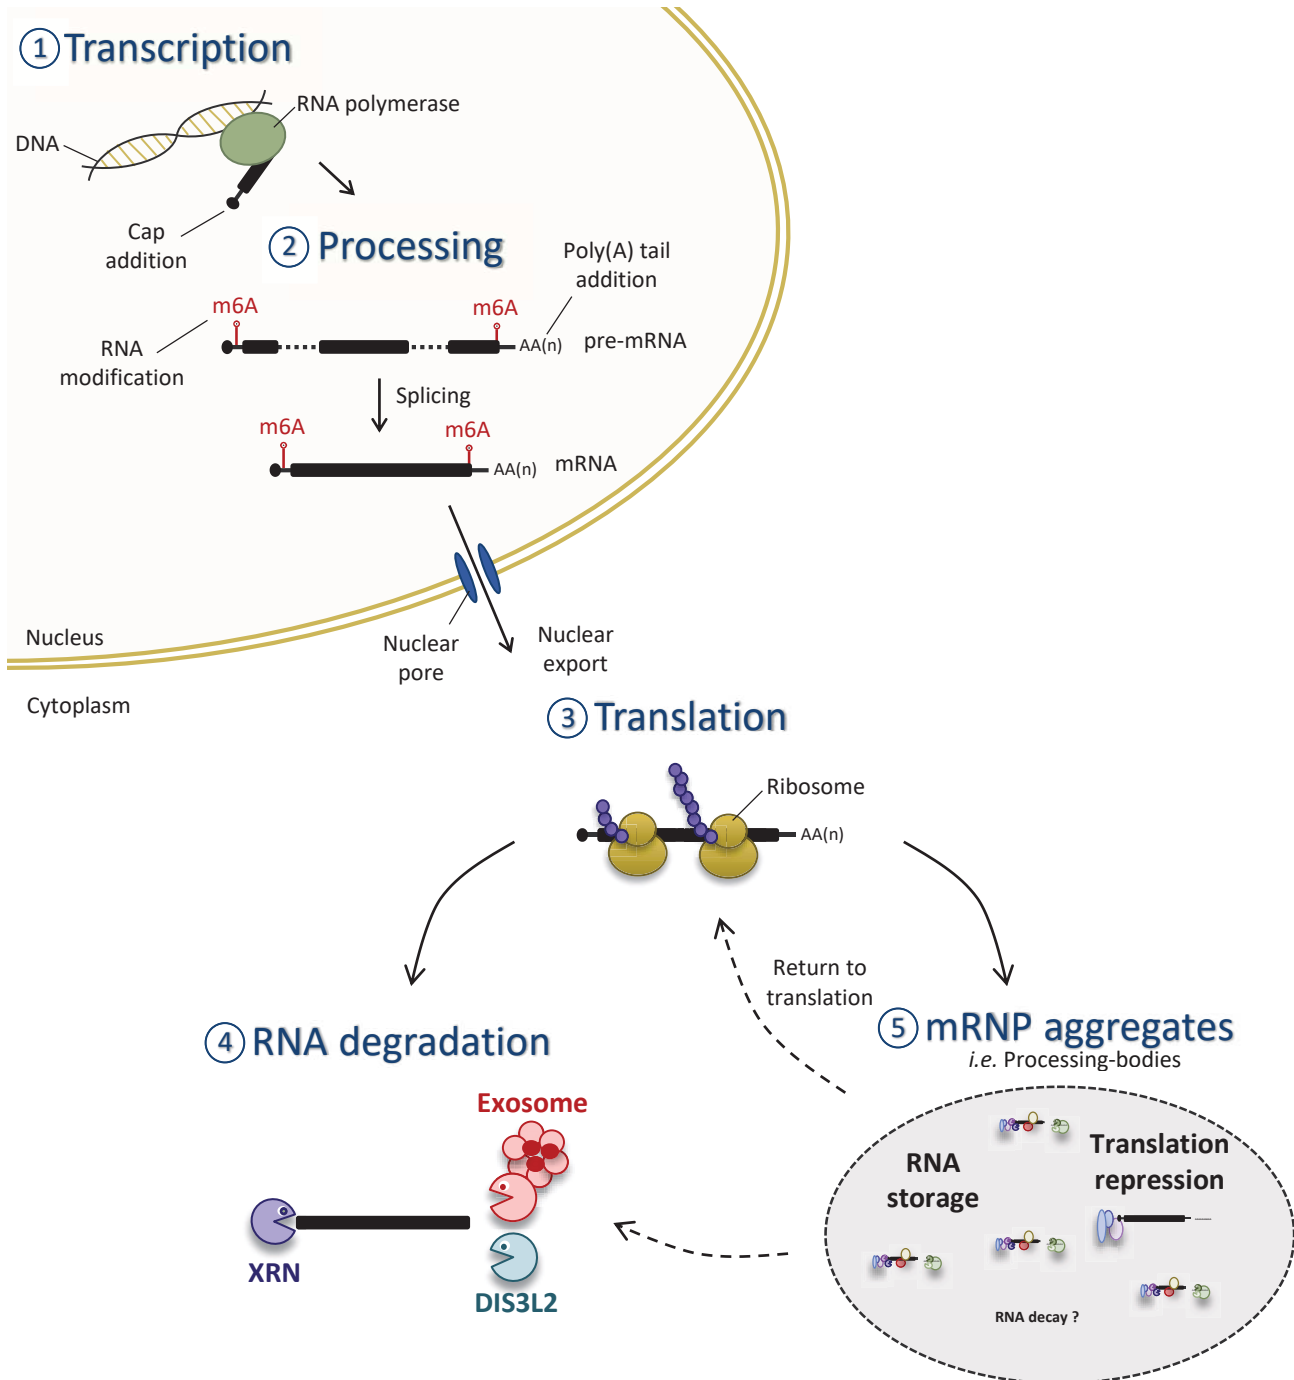 1 Transcription
RNA polymerase
DNA
Cap
addition
2 Processing
Poly(A) tail
addition
m6A
m6A
RNA
modification
AA(n)
pre-mRNA
Splicing
m6A
m6A
AA(n)
mRNA
Nucleus
Nuclear
pore
Nuclear
export
Cytoplasm
3 Translation
Ribosome
AA(n)
Return to
translation
4 RNA degradation
5 mRNP aggregates
i.e. Processing-bodies
Exosome
XRN
DIS3L2
RNA
storage
Translation
repression
RNA decay ?